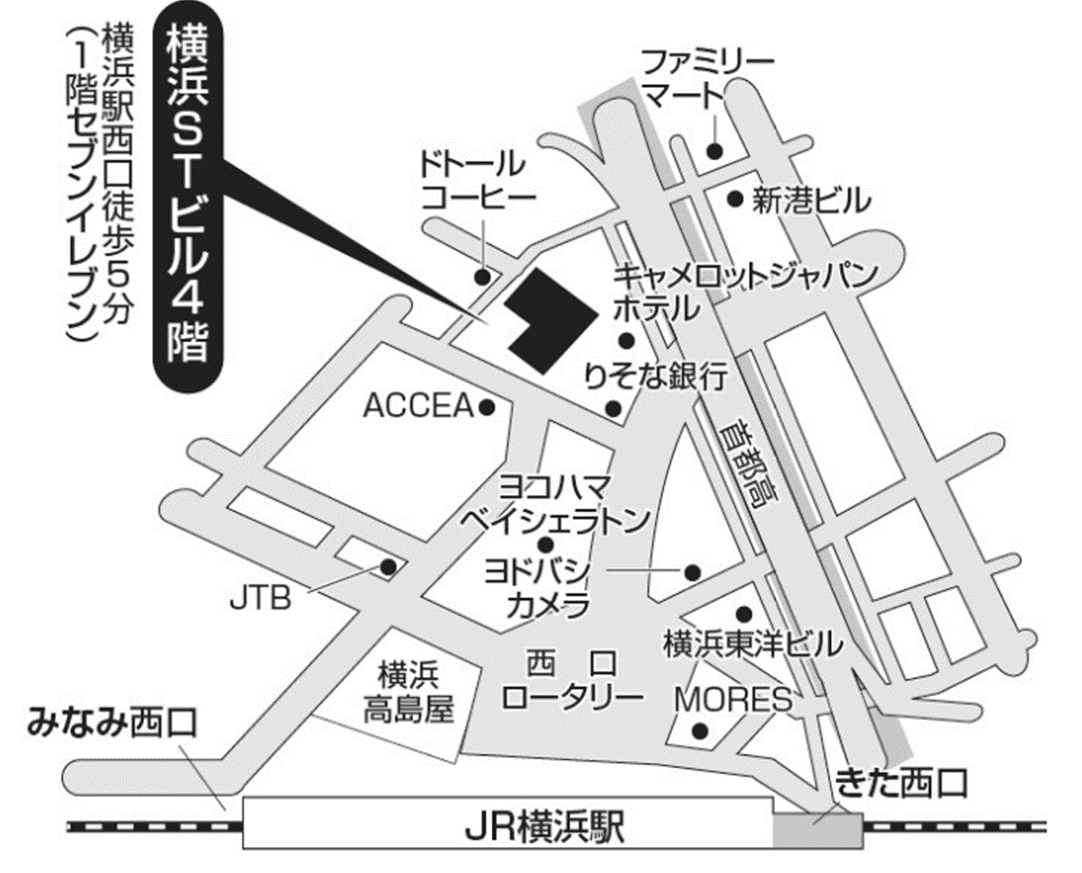 横浜STビル4階
横浜駅西口徒歩5分
(1階セブンイレブン)
ファミリー
マート
ドトール
コーヒー
新港ビル
キャメロットジャパン
ホテル
りそな銀行
ACCEA
首都高
ヨコハマ
ベイシェラトン
ヨドバシ
カメラ
JTB
横浜東洋ビル
西 口
ロータリー
MORES
横浜
高島屋
みなみ西口
きた西口
JR横浜駅